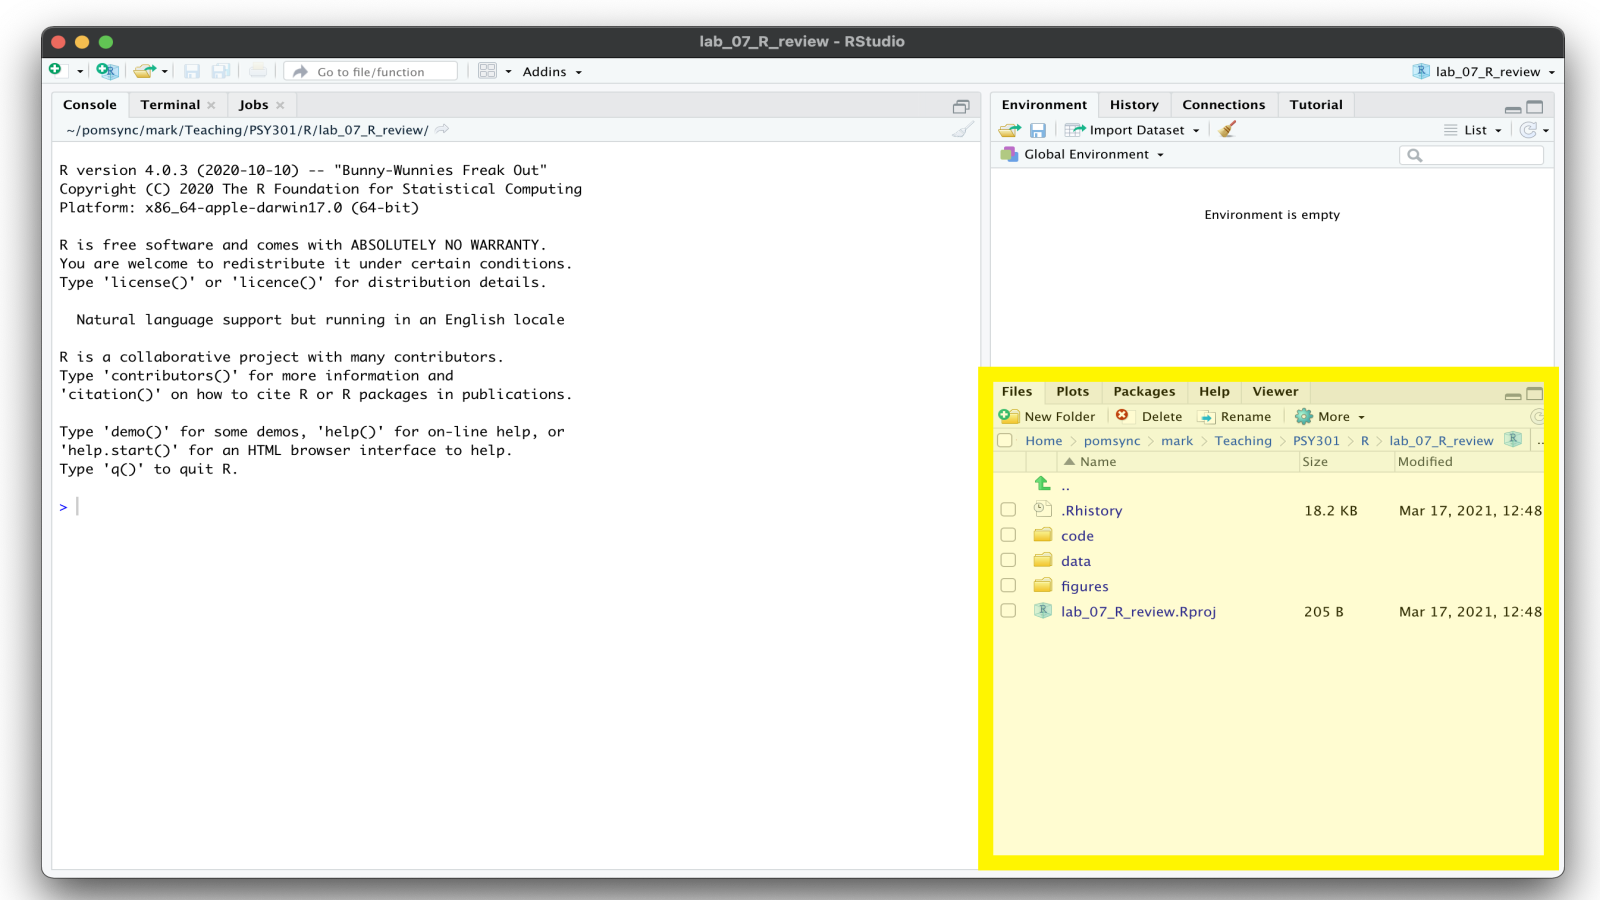 lab_07_R_review - RStudio
Go to file/function
Addins
lab_07_R_review
Console Terminal Jobs
~/pomsync/mark/Teaching/PSY301/R/lab_07_R_review/
R version 4.0.3 (2020-10-10) -- "Bunny-Wunnies Freak Out"
Copyright (C) 2020 The R Foundation for Statistical Computing
Platform: x86_64-apple-darwin17.0 (64-bit)
R is free software and comes with ABSOLUTELY NO WARRANTY.
You are welcome to redistribute it under certain conditions.
Type 'license()' or 'licence()' for distribution details.
Natural language support but running in an English locale
R is a collaborative project with many contributors.
Type 'contributors()' for more information and
'citation()' on how to cite R or R packages in publications.
Type 'demo()' for some demos, 'help()' for on-line help, or
'help.start()' for an HTML browser interface to help.
Type 'q()' to quit R.
>
Environment History Connections Tutorial
Import Dataset List
Global Environment
Environment is empty
Files Plots Packages Help Viewer
New Folder Delete Rename More
Home > pomsync > mark > Teaching > PSY301 > R > lab_07_R_review ..
Name Size Modified
..
.Rhistory 18.2 KB Mar 17, 2021, 12:48
code
data
figures
lab_07_R_review.Rproj 205 B Mar 17, 2021, 12:48